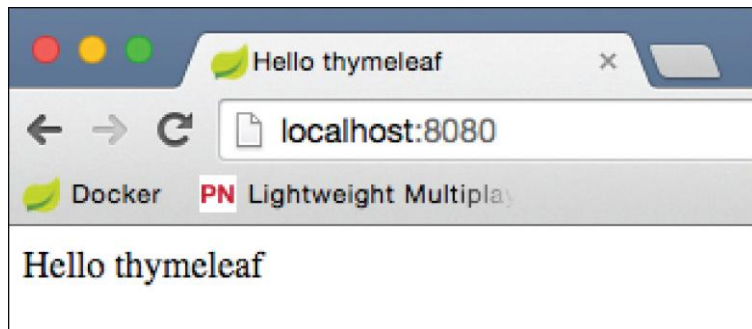 Hello thymeleaf
localhost:8080
Docker PN Lightweight Multipla
Hello thymeleaf